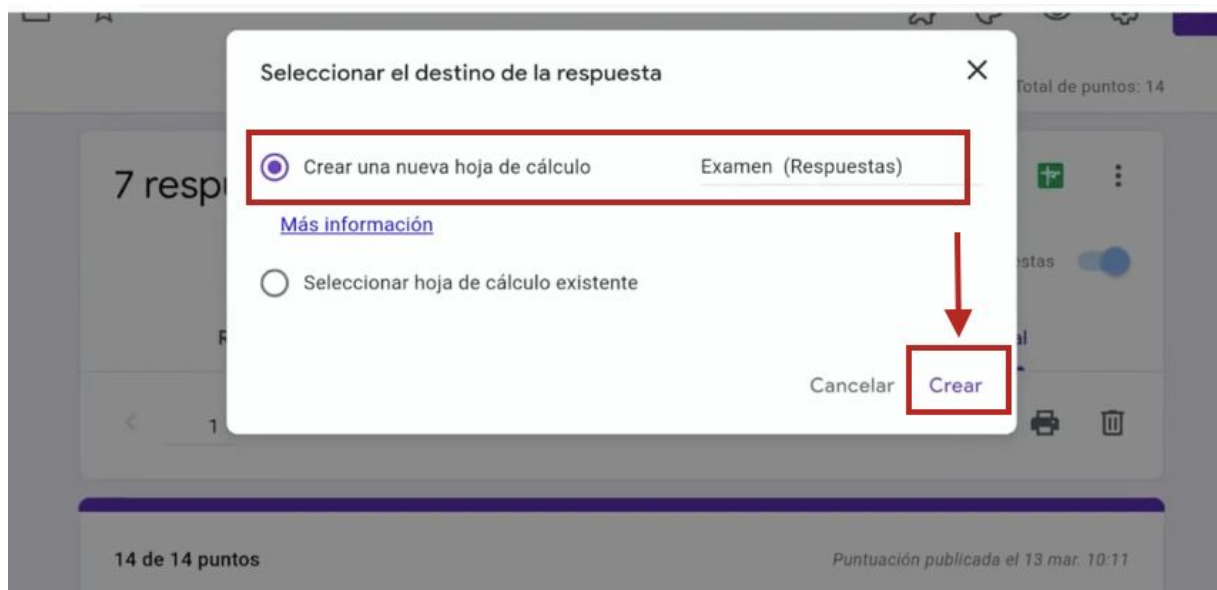 Seleccionar el destino de la respuesta
Total de puntos: 14
Crear una nueva hoja de cálculo Examen (Respuestas)
7 resp
Más información
stas
Seleccionar hoja de cálculo existente
R
al
Cancelar Crear
1
14 de 14 puntos Puntuación publicada el 13 mar. 10:11